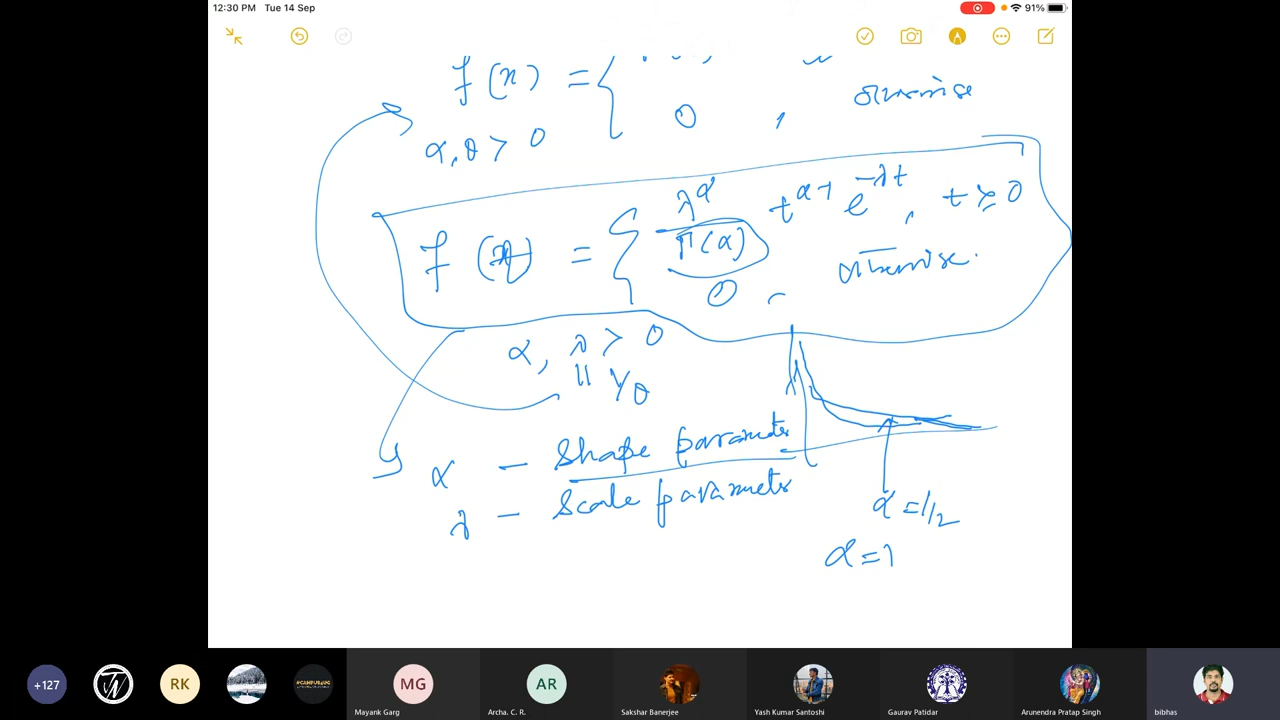 12:30 PM Tue 14 Sep 91%
f(x) = {
0 , otherwise
α, θ > 0
f(x) = { λ^α / Γ(α) t^α-1 e^-λt , t ≥ 0
0 , otherwise.
α, λ > 0
λ
|| 1/θ
α - Shape parameter
λ - Scale parameter
α = 1/2
α = 1
+127 RK #CAMPUSAUG MG AR
Mayank Garg Archa. C. R. Sakshar Banerjee Yash Kumar Santoshi Gaurav Patidar Arunendra Pratap Singh bibhas